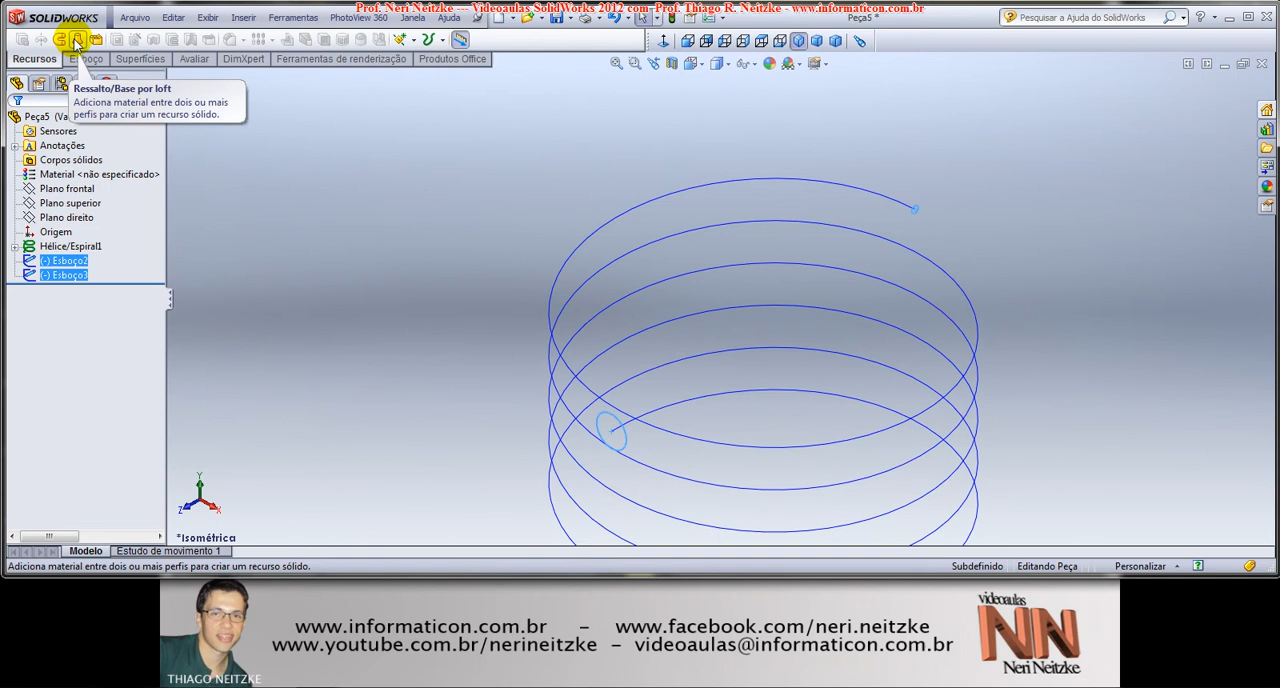 Prof. Neri Neitzke --- Videoaulas SolidWorks 2012 com- Prof. Thiago R. Neitzke - www.informaticon.com.br
SOLIDWORKS
Arquivo Editar Exibir Inserir Ferramentas PhotoView 360 Janela Ajuda
Peça5 *
Pesquisar a Ajuda do SolidWorks
Recursos Esboço Superfícies Avaliar DimXpert Ferramentas de renderização Produtos Office
Ressalto/Base por loft
Adiciona material entre dois ou mais
perfis para criar um recurso sólido.
Peça5 (Va
Sensores
Anotações
Corpos sólidos
Material <não especificado>
Plano frontal
Plano superior
Plano direito
Origem
Hélice/Espiral1
(-) Esboço2
(-) Esboço3
Y
Z
X
*Isométrica
Modelo Estudo de movimento 1
Adiciona material entre dois ou mais perfis para criar um recurso sólido.
Subdefinido Editando Peça Personalizar
www.informaticon.com.br - www.facebook.com/neri.neitzke
www.youtube.com.br/nerineitzke - videoaulas@informaticon.com.br
THIAGO NEITZKE
videoaulas
NN
Neri Neitzke